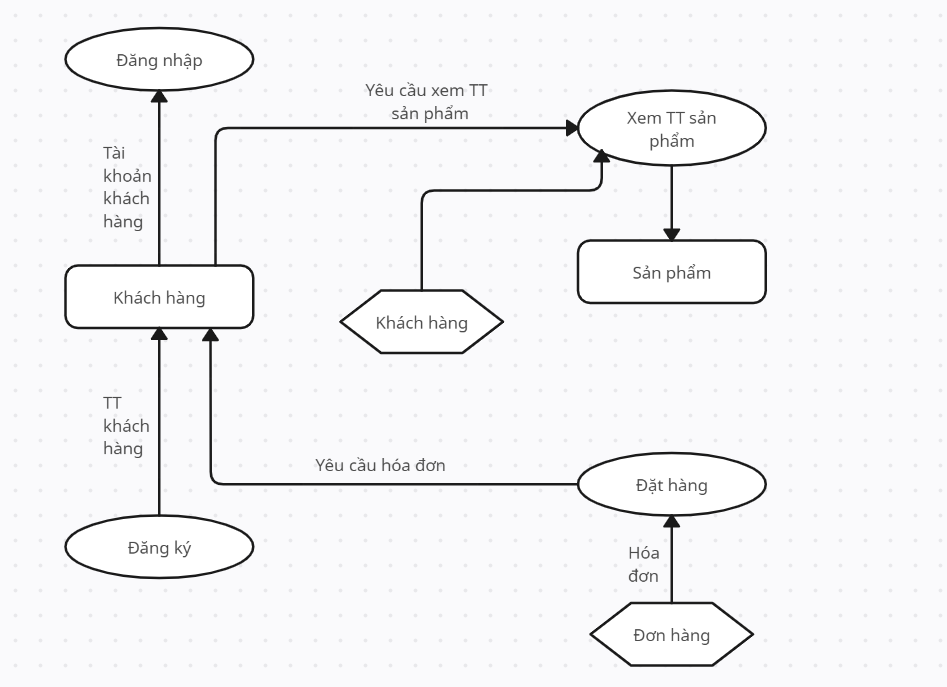 Đăng nhập
Yêu cầu xem TT
sản phẩm
Xem TT sản
phẩm
Tài
khoản
khách
hàng
Khách hàng
Sản phẩm
Khách hàng
TT
khách
hàng
Yêu cầu hóa đơn
Đặt hàng
Đăng ký
Hóa
đơn
Đơn hàng